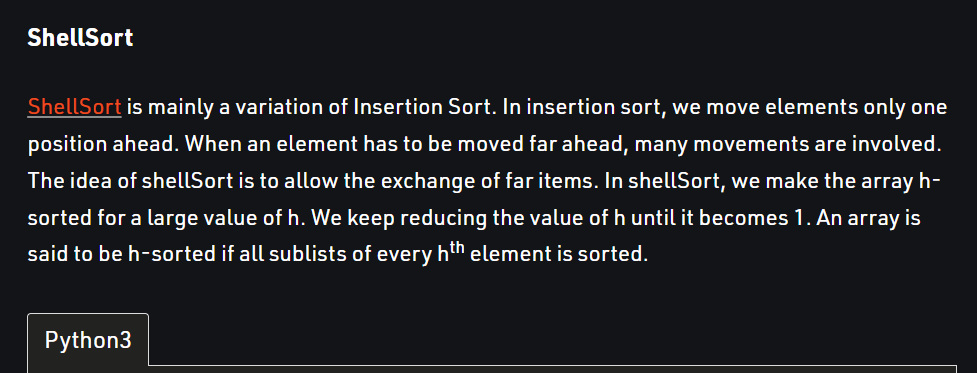 ShellSort
ShellSort is mainly a variation of Insertion Sort. In insertion sort, we move elements only one
position ahead. When an element has to be moved far ahead, many movements are involved.
The idea of shellSort is to allow the exchange of far items. In shellSort, we make the array h-
sorted for a large value of h. We keep reducing the value of h until it becomes 1. An array is
said to be h-sorted if all sublists of every hth element is sorted.
Python3